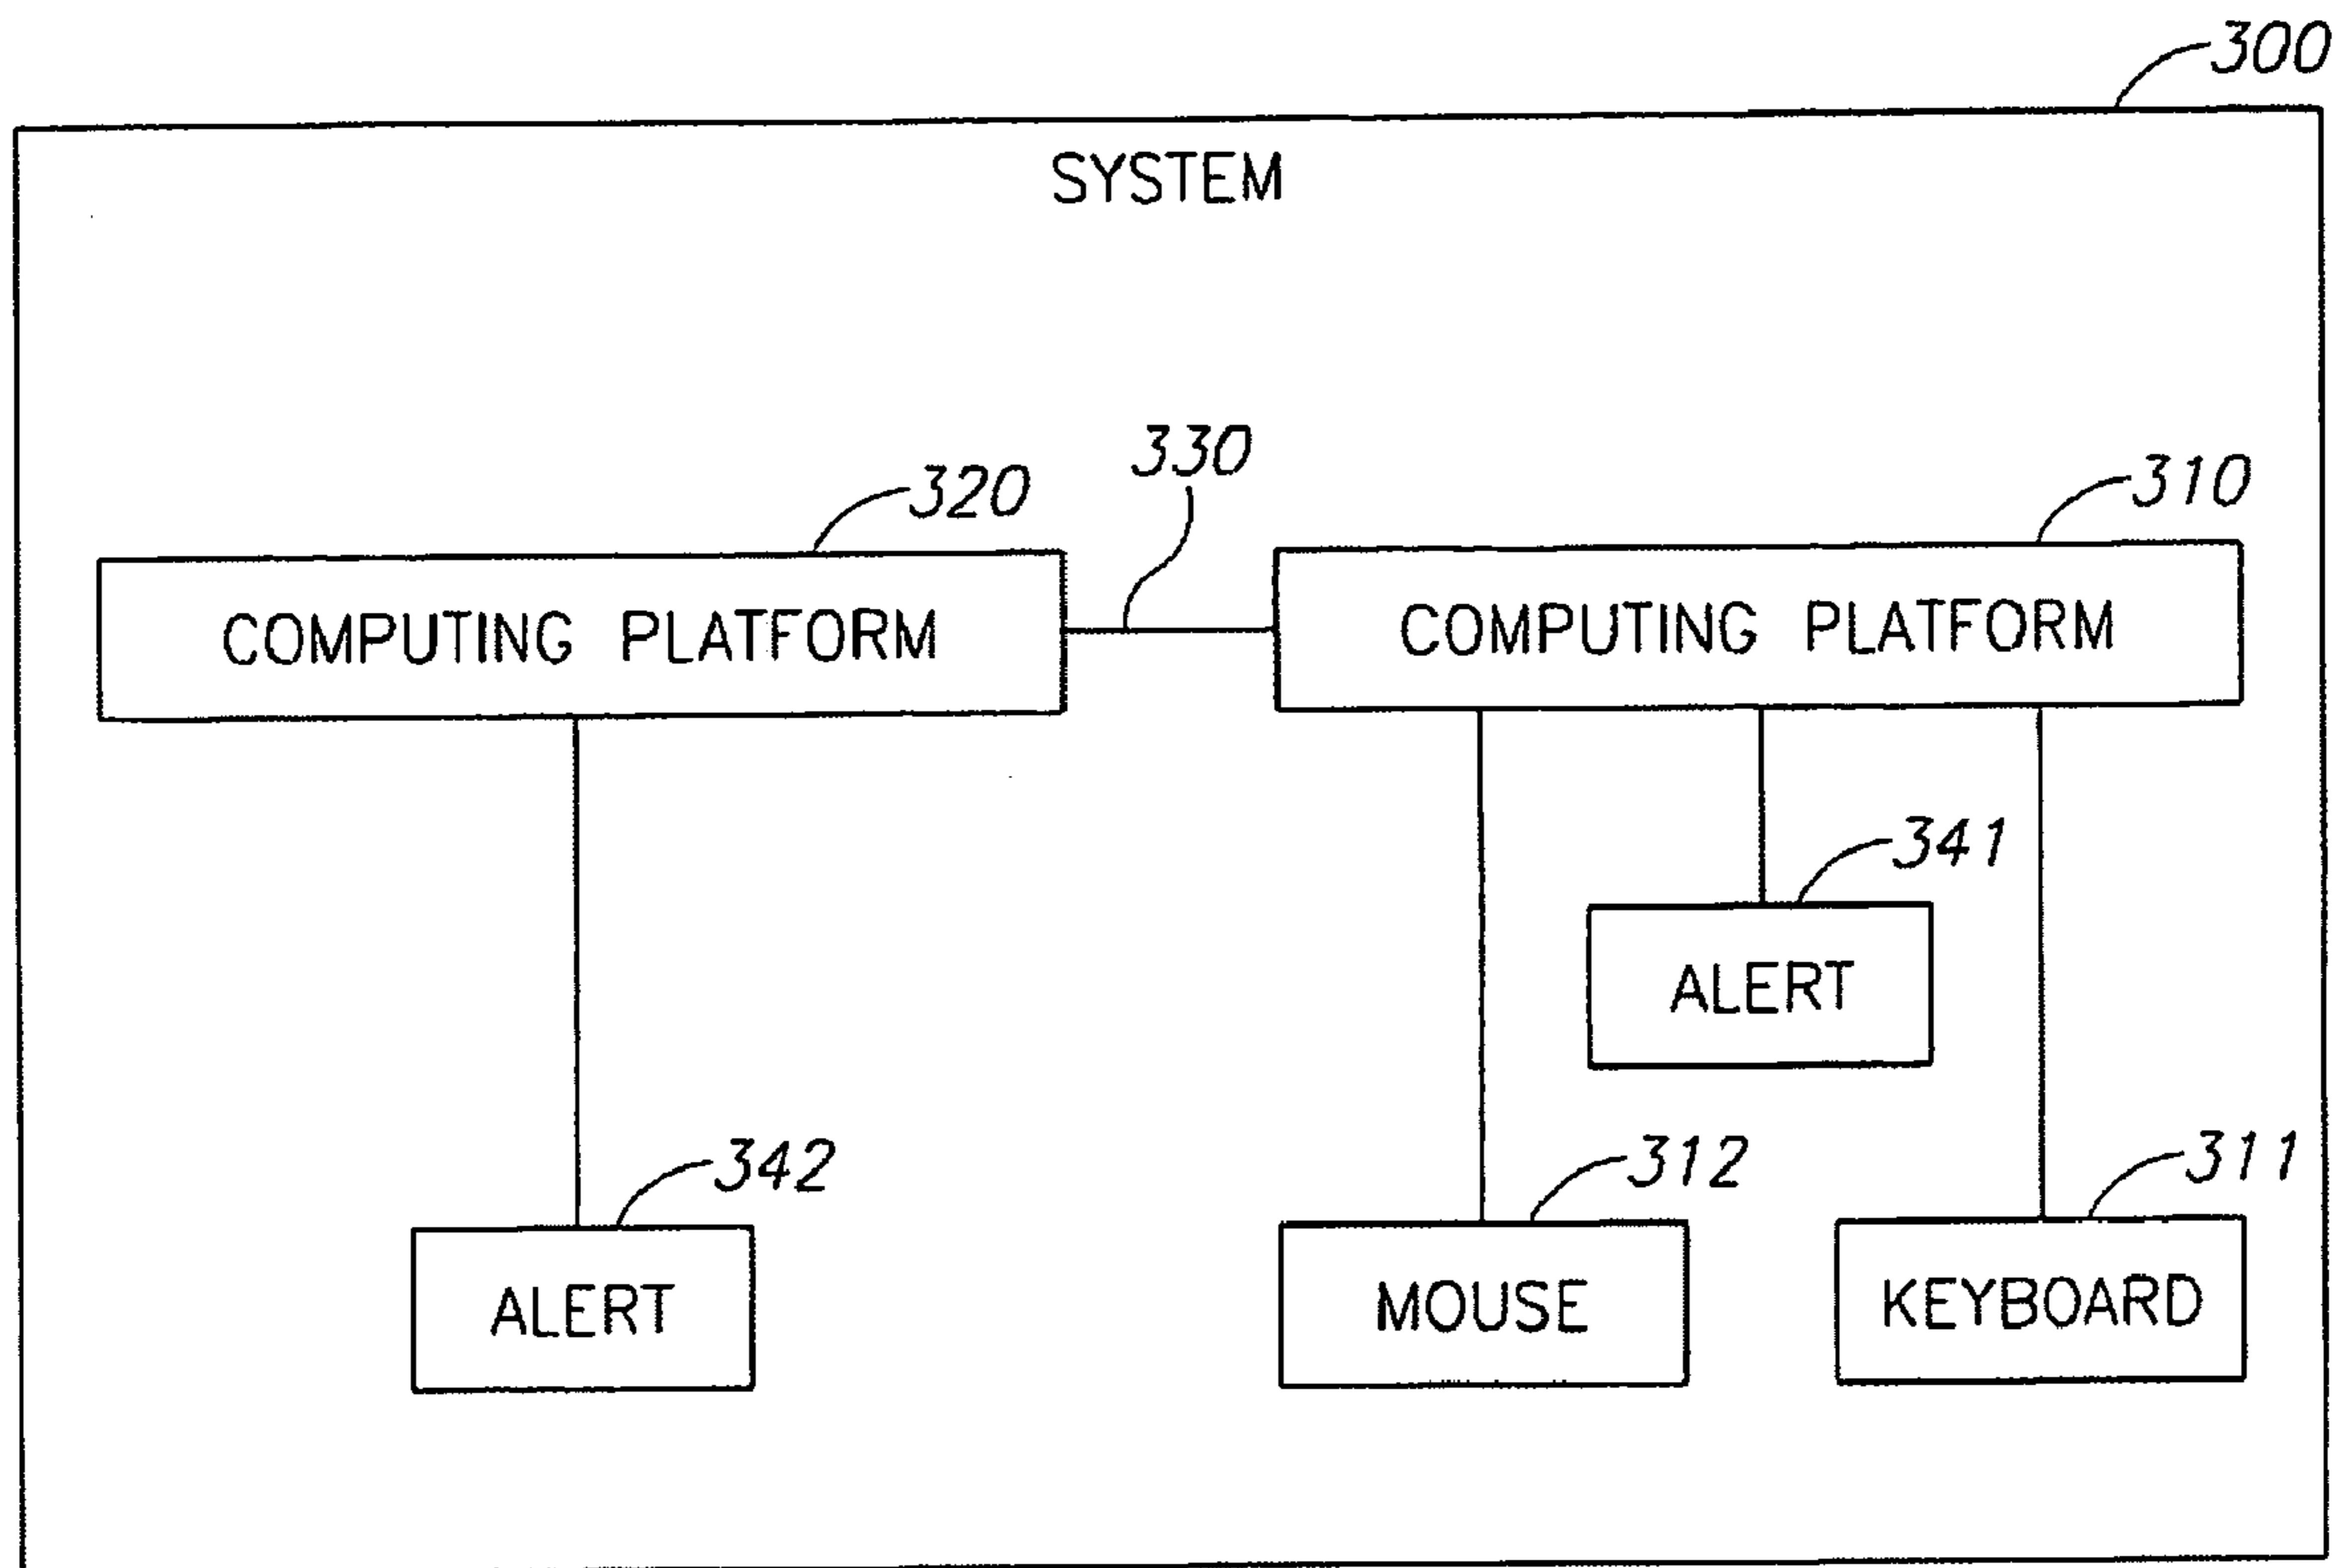 300
SYSTEM
330
320
310
COMPUTING PLATFORM
COMPUTING PLATFORM
341
ALERT
342
312
311
ALERT
MOUSE
KEYBOARD